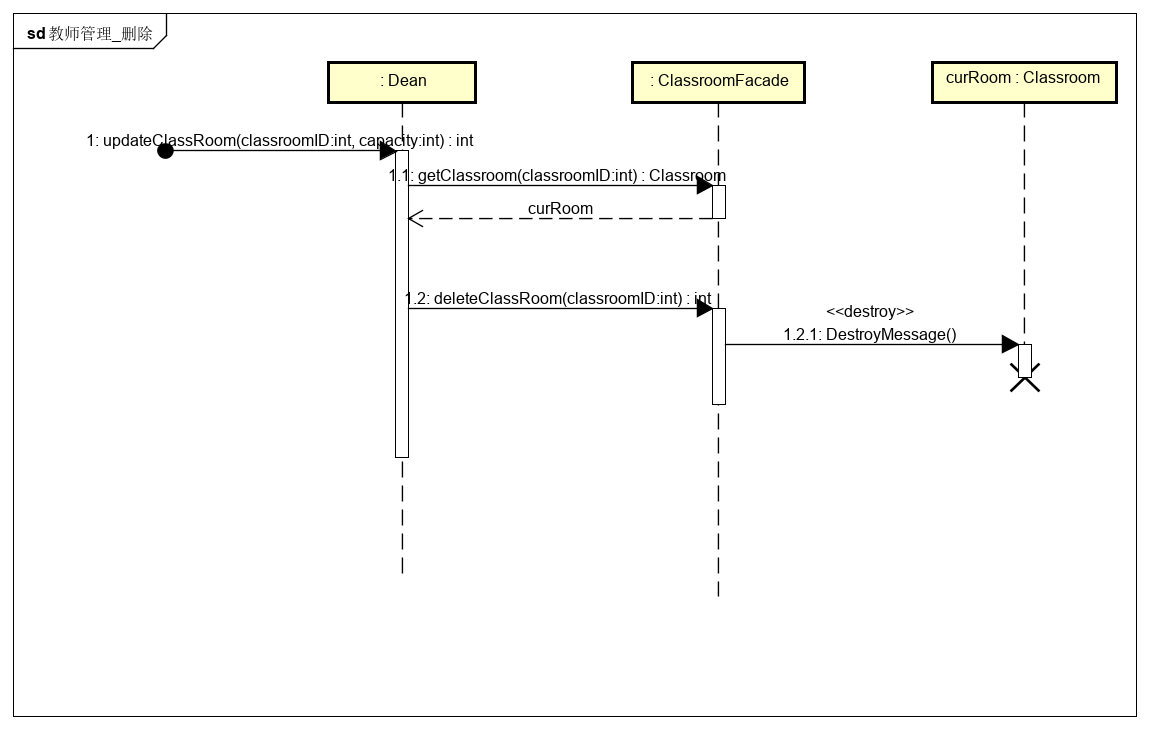 sd 教师管理_删除
: Dean
: ClassroomFacade
curRoom : Classroom
1: updateClassRoom(classroomID:int, capacity:int) : int
1.1: getClassroom(classroomID:int) : Classroom
curRoom
1.2: deleteClassRoom(classroomID:int) : int
<<destroy>>
1.2.1: DestroyMessage()